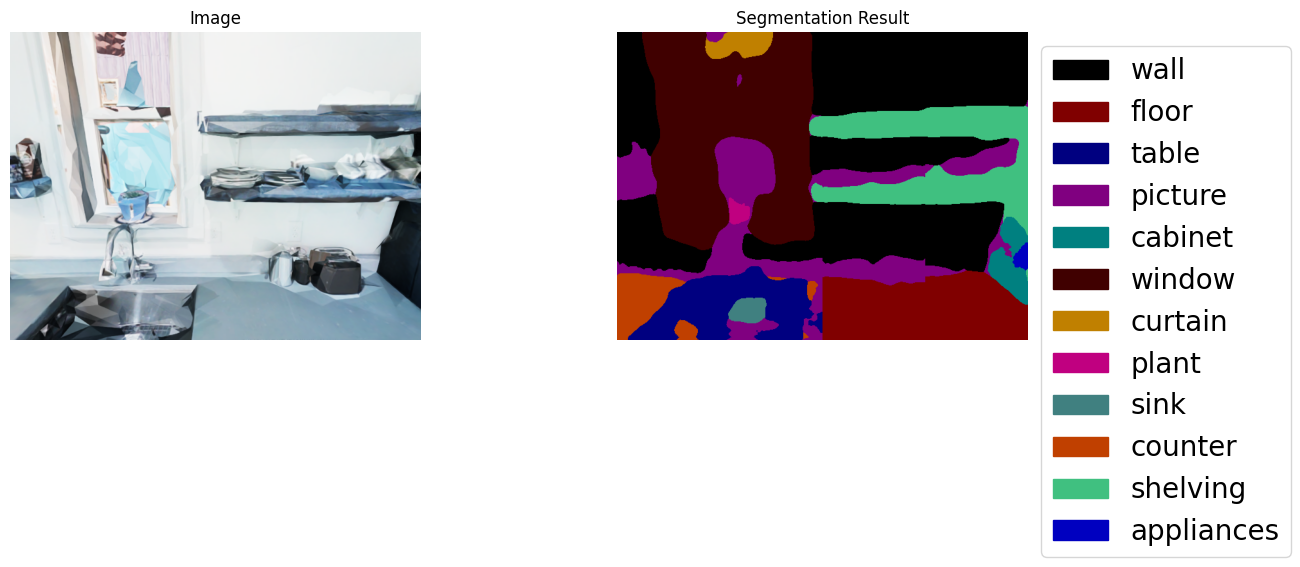 Image
Segmentation Result
wall
floor
table
picture
cabinet
window
curtain
plant
sink
counter
shelving
appliances